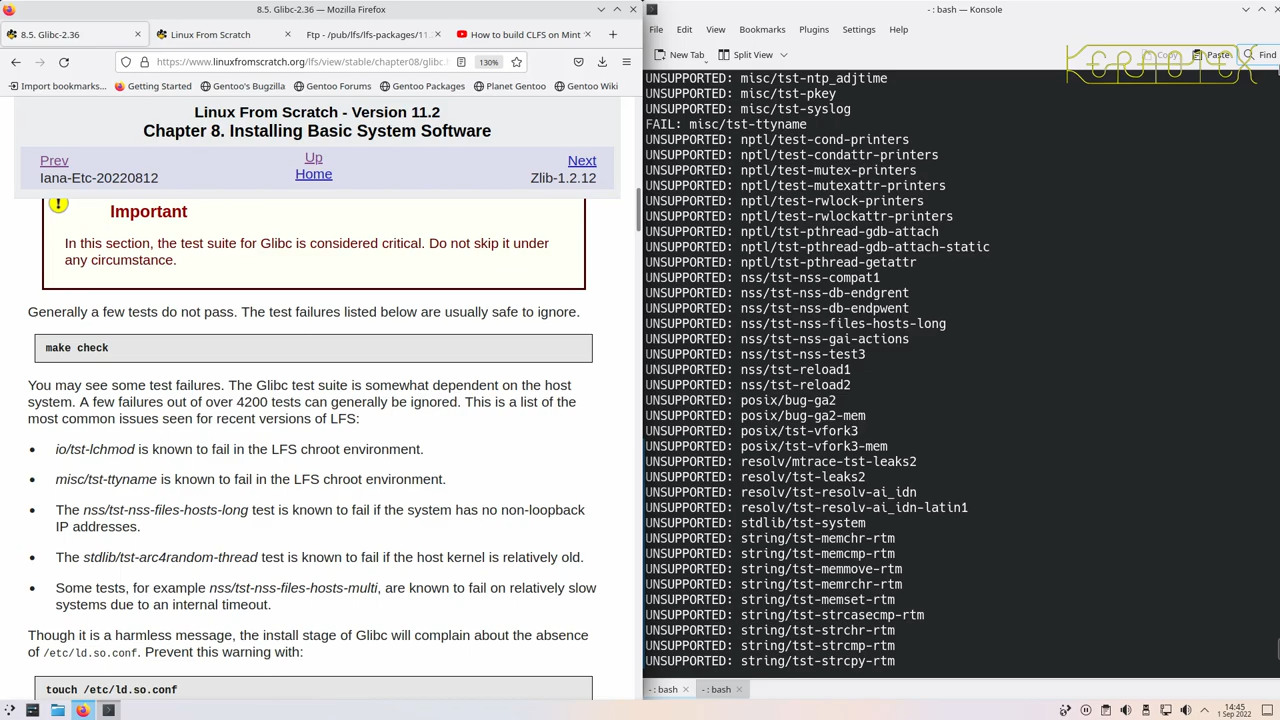 8.5. Glibc-2.36 — Mozilla Firefox
8.5. Glibc-2.36
Linux From Scratch
Ftp - /pub/lfs/lfs-packages/11.
How to build CLFS on Mint
https://www.linuxfromscratch.org/lfs/view/stable/chapter08/glibc.
130%
Import bookmarks...
Getting Started
Gentoo's Bugzilla
Gentoo Forums
Gentoo Packages
Planet Gentoo
Gentoo Wiki
Linux From Scratch - Version 11.2
Chapter 8. Installing Basic System Software
Prev
Up
Next
Iana-Etc-20220812
Home
Zlib-1.2.12
Important
In this section, the test suite for Glibc is considered critical. Do not skip it under
any circumstance.
Generally a few tests do not pass. The test failures listed below are usually safe to ignore.
make check
You may see some test failures. The Glibc test suite is somewhat dependent on the host
system. A few failures out of over 4200 tests can generally be ignored. This is a list of the
most common issues seen for recent versions of LFS:
io/tst-lchmod is known to fail in the LFS chroot environment.
misc/tst-ttyname is known to fail in the LFS chroot environment.
The nss/tst-nss-files-hosts-long test is known to fail if the system has no non-loopback
IP addresses.
The stdlib/tst-arc4random-thread test is known to fail if the host kernel is relatively old.
Some tests, for example nss/tst-nss-files-hosts-multi, are known to fail on relatively slow
systems due to an internal timeout.
Though it is a harmless message, the install stage of Glibc will complain about the absence
of /etc/ld.so.conf. Prevent this warning with:
touch /etc/ld.so.conf
- : bash — Konsole
File Edit View Bookmarks Plugins Settings Help
New Tab
Split View
Copy
Paste
Find
UNSUPPORTED: misc/tst-ntp_adjtime
UNSUPPORTED: misc/tst-pkey
UNSUPPORTED: misc/tst-syslog
FAIL: misc/tst-ttyname
UNSUPPORTED: nptl/test-cond-printers
UNSUPPORTED: nptl/test-condattr-printers
UNSUPPORTED: nptl/test-mutex-printers
UNSUPPORTED: nptl/test-mutexattr-printers
UNSUPPORTED: nptl/test-rwlock-printers
UNSUPPORTED: nptl/test-rwlockattr-printers
UNSUPPORTED: nptl/tst-pthread-gdb-attach
UNSUPPORTED: nptl/tst-pthread-gdb-attach-static
UNSUPPORTED: nptl/tst-pthread-getattr
UNSUPPORTED: nss/tst-nss-compat1
UNSUPPORTED: nss/tst-nss-db-endgrent
UNSUPPORTED: nss/tst-nss-db-endpwent
UNSUPPORTED: nss/tst-nss-files-hosts-long
UNSUPPORTED: nss/tst-nss-gai-actions
UNSUPPORTED: nss/tst-nss-test3
UNSUPPORTED: nss/tst-reload1
UNSUPPORTED: nss/tst-reload2
UNSUPPORTED: posix/bug-ga2
UNSUPPORTED: posix/bug-ga2-mem
UNSUPPORTED: posix/tst-vfork3
UNSUPPORTED: posix/tst-vfork3-mem
UNSUPPORTED: resolv/mtrace-tst-leaks2
UNSUPPORTED: resolv/tst-leaks2
UNSUPPORTED: resolv/tst-resolv-ai_idn
UNSUPPORTED: resolv/tst-resolv-ai_idn-latin1
UNSUPPORTED: stdlib/tst-system
UNSUPPORTED: string/tst-memchr-rtm
UNSUPPORTED: string/tst-memcmp-rtm
UNSUPPORTED: string/tst-memmove-rtm
UNSUPPORTED: string/tst-memrchr-rtm
UNSUPPORTED: string/tst-memset-rtm
UNSUPPORTED: string/tst-strcasecmp-rtm
UNSUPPORTED: string/tst-strchr-rtm
UNSUPPORTED: string/tst-strcmp-rtm
UNSUPPORTED: string/tst-strcpy-rtm
- : bash
- : bash
14:45
1 Sep 2022